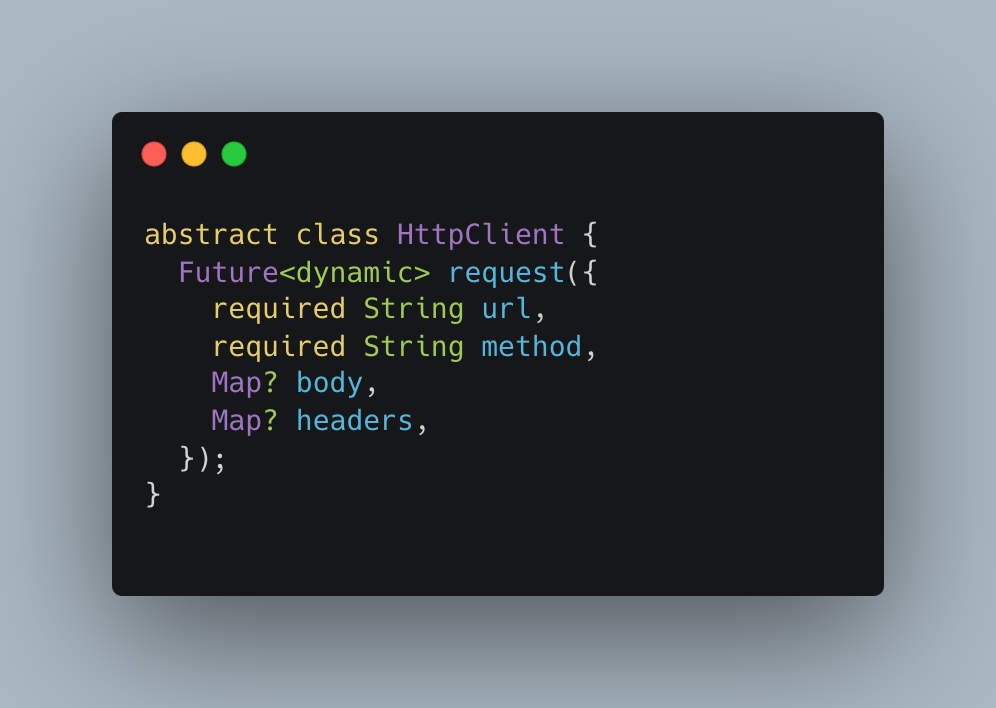 abstract class HttpClient {
  Future<dynamic> request({
    required String url,
    required String method,
    Map? body,
    Map? headers,
  });
}